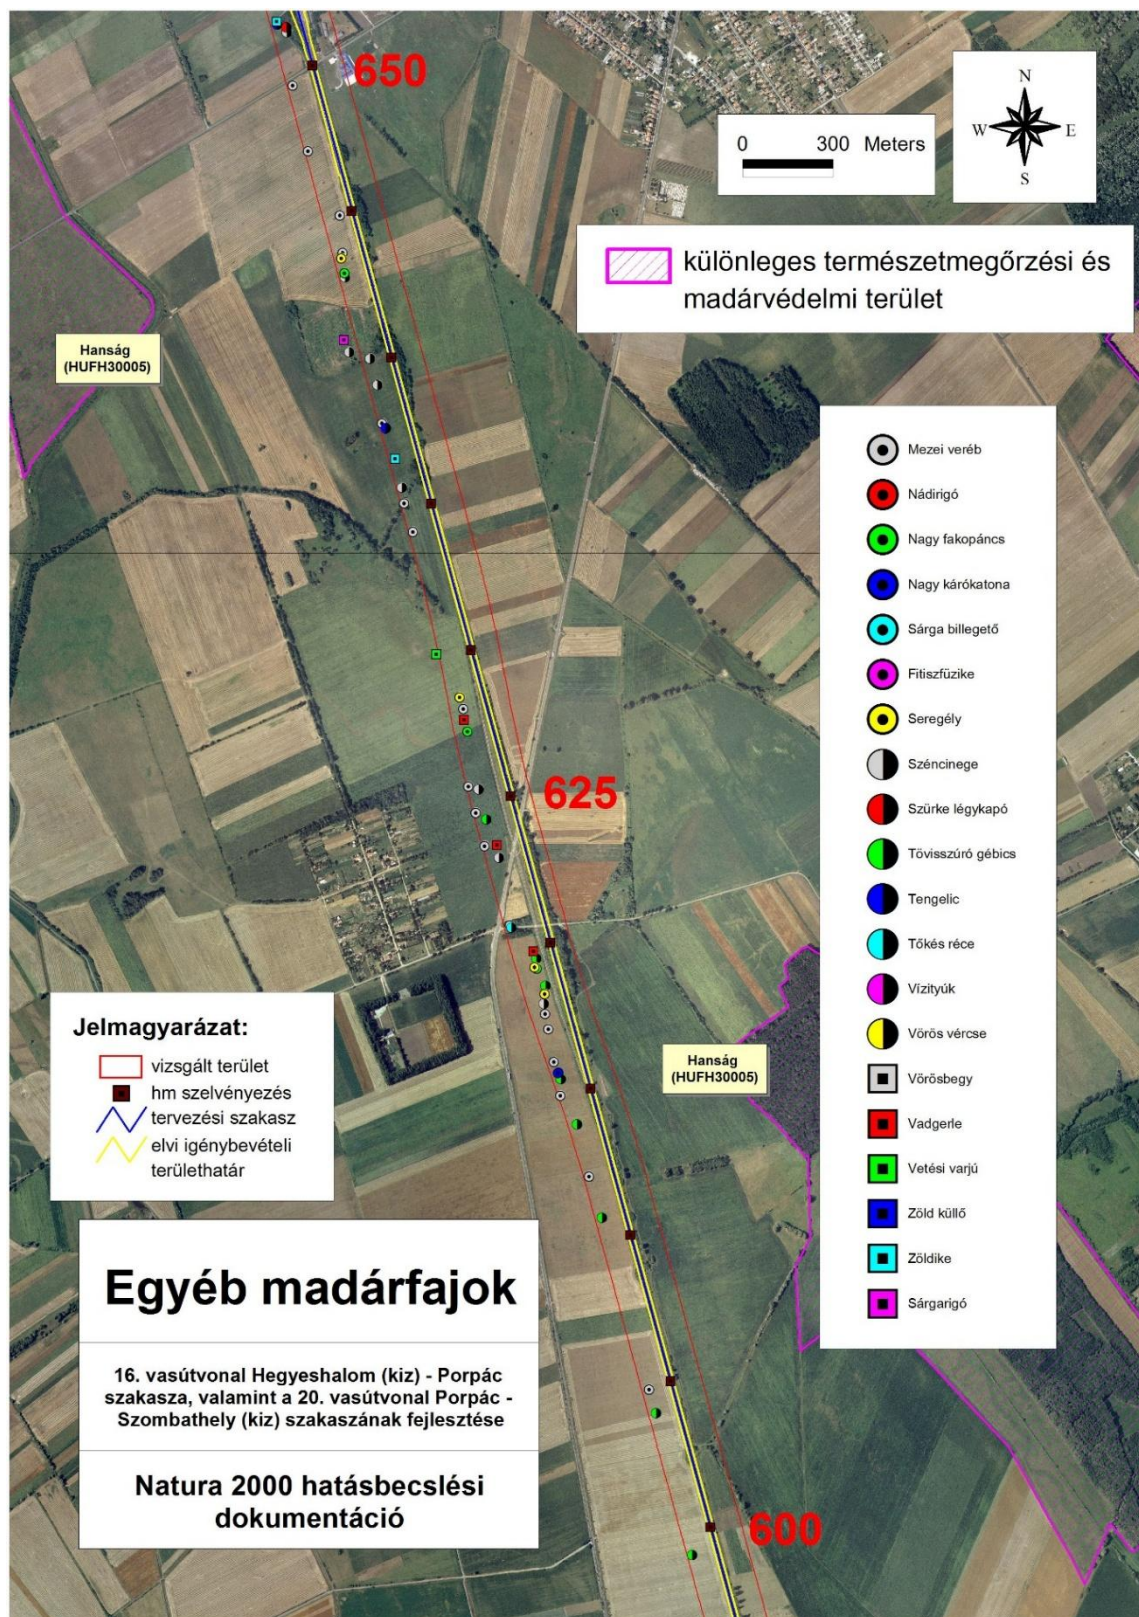 650
N
W E
S
0 300 Meters
különleges természetmegőrzési és
madárvédelmi terület
Hanság
(HUFH30005)
Mezei veréb
Nádirigó
Nagy fakopáncs
Nagy kárókatona
Sárga billegető
Fitiszfüzike
Seregély
Széncinege
Szürke légykapó
Tövisszúró gébics
Tengelic
Tőkés réce
Vízityúk
Vörös vércse
Vörösbegy
Vadgerle
Vetési varjú
Zöld küllő
Zöldike
Sárgarigó
625
Jelmagyarázat:
vizsgált terület
hm szelvényezés
tervezési szakasz
elvi igénybevételi
területhatár
Hanság
(HUFH30005)
Egyéb madárfajok
16. vasútvonal Hegyeshalom (kiz) - Porpác
szakasza, valamint a 20. vasútvonal Porpác -
Szombathely (kiz) szakaszának fejlesztése
Natura 2000 hatásbecslési
dokumentáció
600